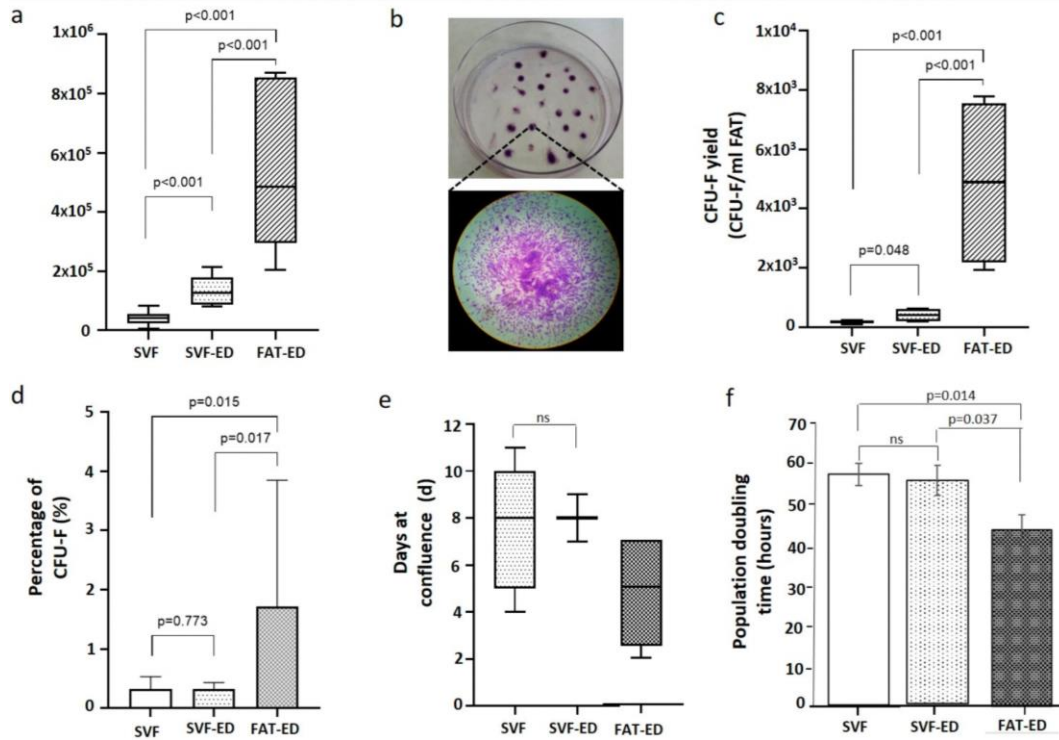 a
1x10⁶
8x10⁵
6x10⁵
4x10⁵
2x10⁵
0
p<0.001
p<0.001
p<0.001
SVF SVF-ED FAT-ED
b
c
CFU-F yield
(CFU-F/ml FAT)
1x10⁴
8x10³
6x10³
4x10³
2x10³
0
p<0.001
p<0.001
p=0.048
SVF SVF-ED FAT-ED
d
Percentage of
CFU-F (%)
5
4
3
2
1
0
p=0.015
p=0.017
p=0.773
SVF SVF-ED FAT-ED
e
Days at
confluence (d)
12
10
8
6
4
2
0
ns
SVF SVF-ED FAT-ED
f
Population doubling
time (hours)
70
60
50
40
30
20
10
0
p=0.014
ns
p=0.037
SVF SVF-ED FAT-ED